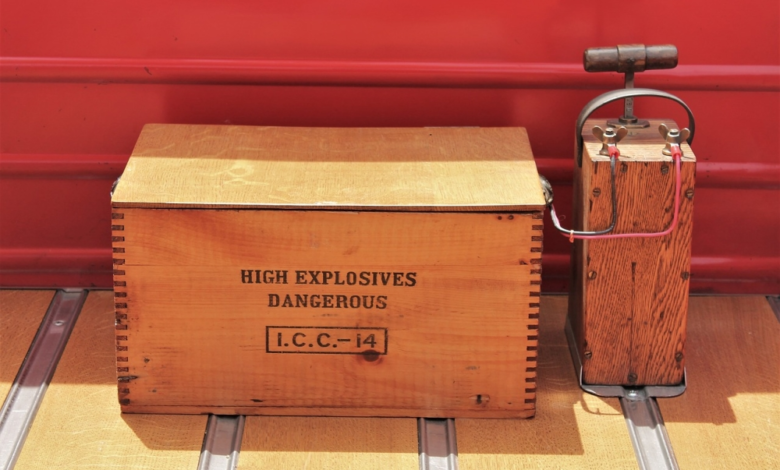 HIGH EXPLOSIVES
DANGEROUS
I.C.C.-14